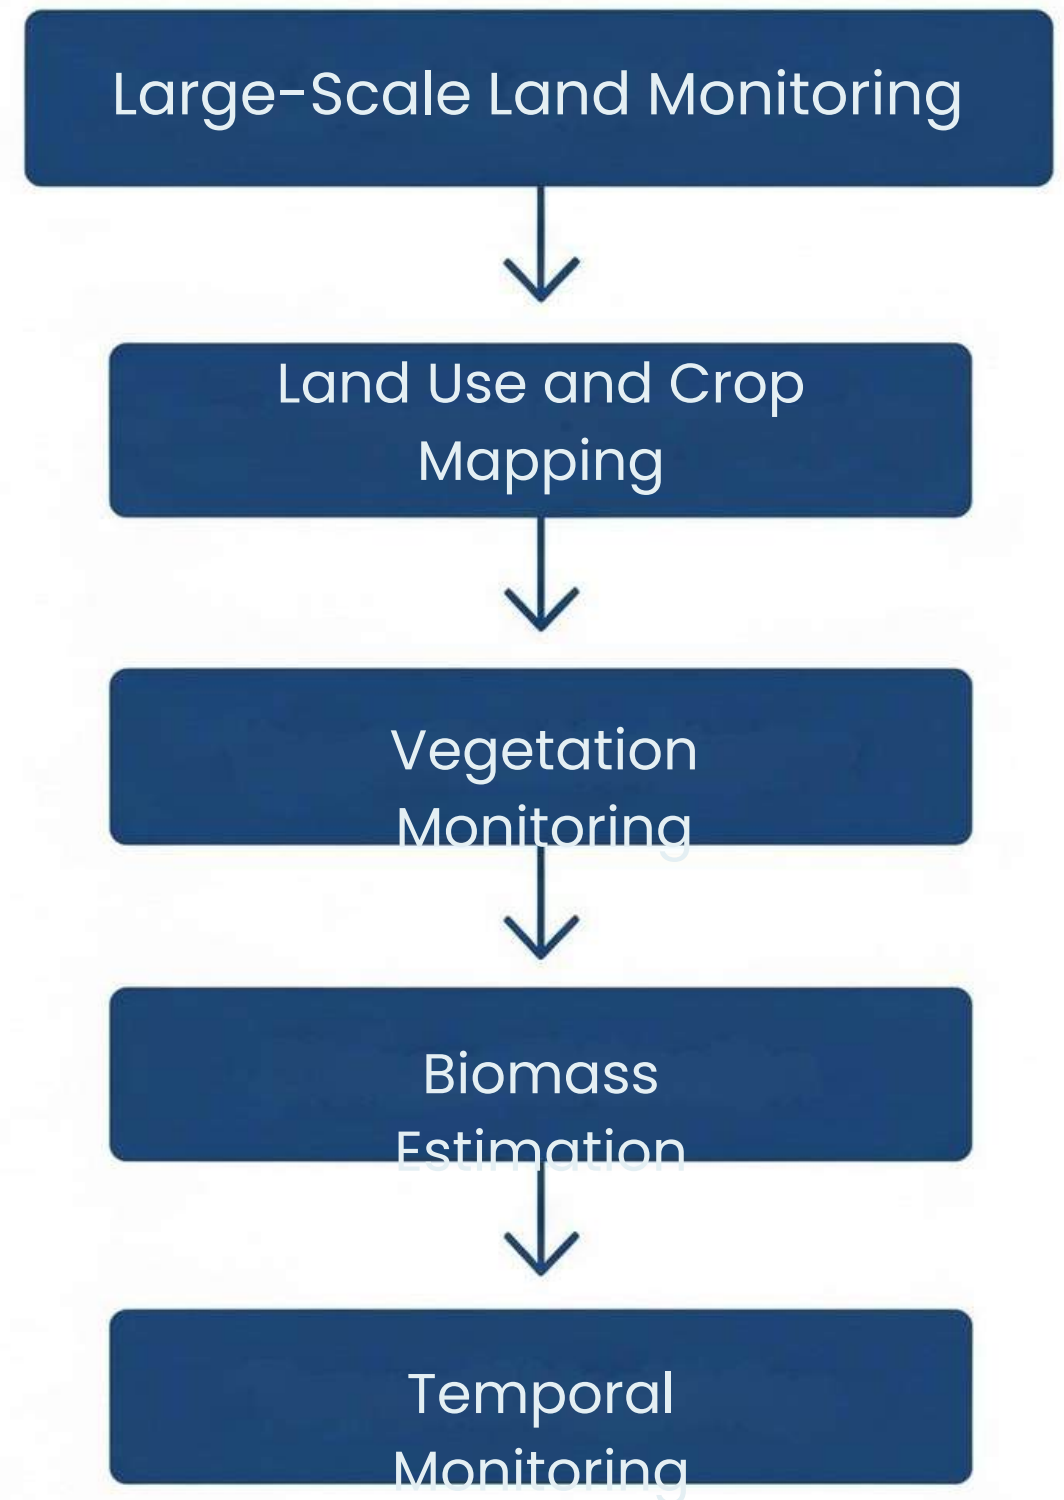 Large-Scale Land Monitoring
Land Use and Crop
Mapping
Vegetation
Monitoring
Biomass
Estimation
Temporal
Monitoring